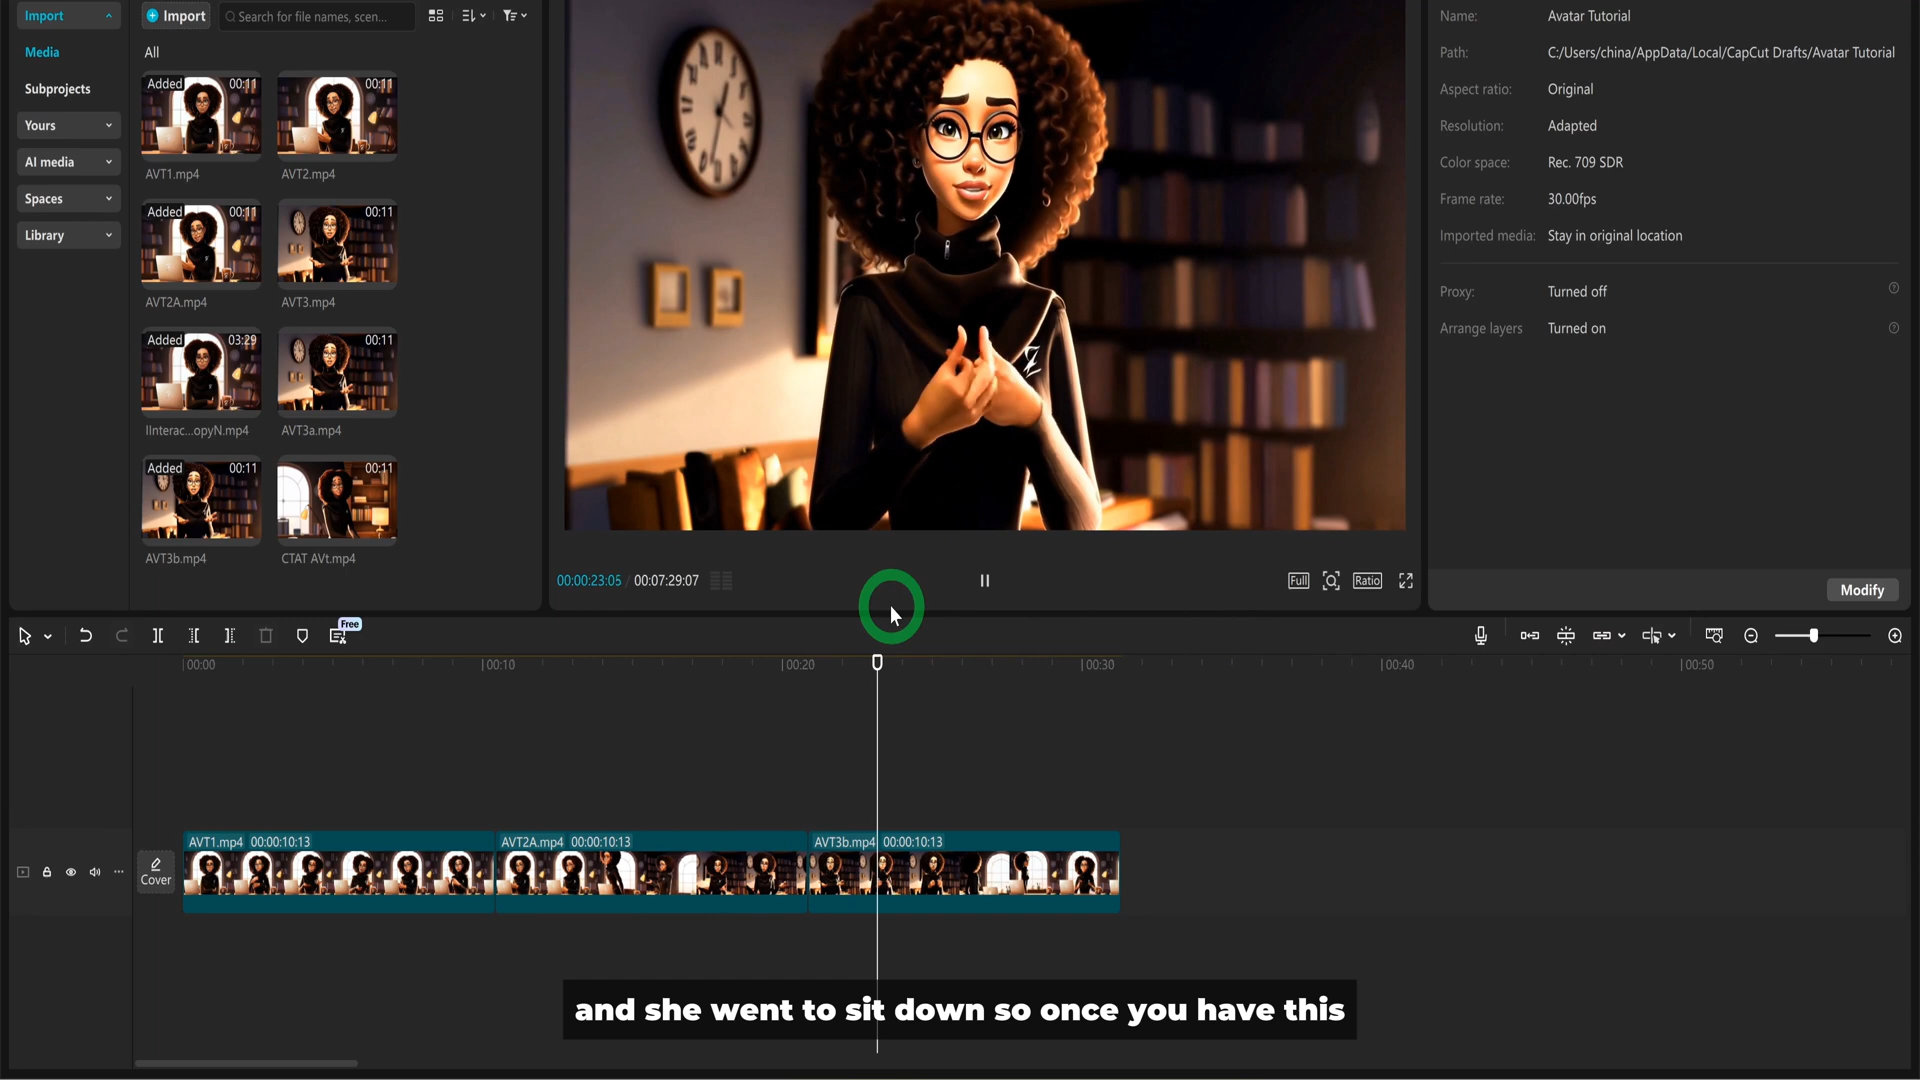 Import
Media
Subprojects
Yours
AI media
Spaces
Library
Import
Search for file names, scen...
All
Added 00:11
AVT1.mp4
00:11
AVT2.mp4
Added 00:11
AVT2A.mp4
00:11
AVT3.mp4
Added 03:29
IInterac...opyN.mp4
00:11
AVT3a.mp4
Added 00:11
AVT3b.mp4
00:11
CTAT AVt.mp4
00:00:23:05 / 00:07:29:07
Full
Ratio
Name: Avatar Tutorial
Path: C:/Users/china/AppData/Local/CapCut Drafts/Avatar Tutorial
Aspect ratio: Original
Resolution: Adapted
Color space: Rec. 709 SDR
Frame rate: 30.00fps
Imported media: Stay in original location
Proxy: Turned off
Arrange layers Turned on
Modify
Free
00:00
00:10
00:20
00:30
00:40
00:50
Cover
AVT1.mp4 00:00:10:13
AVT2A.mp4 00:00:10:13
AVT3b.mp4 00:00:10:13
and she went to sit down so once you have this